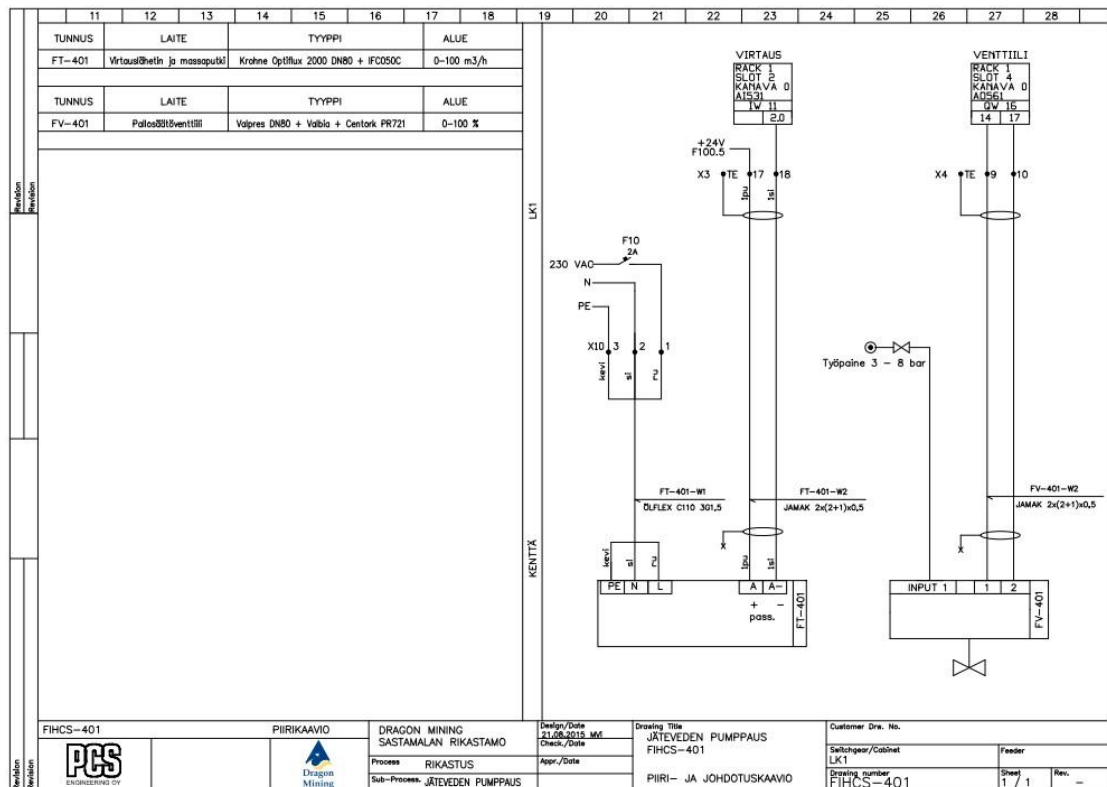 11 12 13 14 15 16 17 18 19 20 21 22 23 24 25 26 27 28
TUNNUS LAITE TYYPPI ALUE
FT-401 Virtauslähetin ja massaputki Krohne Optiflux 2000 DN80 + IFC050C 0-100 m3/h
TUNNUS LAITE TYYPPI ALUE
FV-401 Pallosäätöventtiili Valpres DN80 + Valbia + Centork PR721 0-100 %
Revision
Revision
LK1
KENTTÄ
VIRTAUS
RACK 1
SLOT 2
KANAVA 0
AI531
IW 11
2.0
VENTTIILI
RACK 1
SLOT 4
KANAVA 0
AO561
QW 16
14 17
+24V
F100.5
X3 TE 17 18
1pu 1si
X4 TE 9 10
F10
2A
230 VAC
N
PE
X10 3 2 1
kevi si ru
Työpaine 3 - 8 bar
FT-401-W1
ÖLFLEX C110 3G1,5
FT-401-W2
JAMAK 2x(2+1)x0,5
FV-401-W2
JAMAK 2x(2+1)x0,5
x
x
kevi si ru
1pu 1si
PE N L A A-
+ -
pass.
FT-401
INPUT 1 1 2
FV-401
Revision
Revision
FIHCS-401 PIIRIKAAVIO
PCS
ENGINEERING OY
Dragon
Mining
DRAGON MINING
SASTAMALAN RIKASTAMO
Process RIKASTUS
Sub-Process. JÄTEVEDEN PUMPPAUS
Design/Date
21.08.2015 MVI
Check./Date
Appr./Date
Drawing Title
JÄTEVEDEN PUMPPAUS
FIHCS-401
PIIRI- JA JOHDOTUSKAAVIO
Customer Drw. No.
Switchgear/Cabinet
LK1
Feeder
Drawing number
FIHCS-401
Sheet
1 / 1
Rev.
-